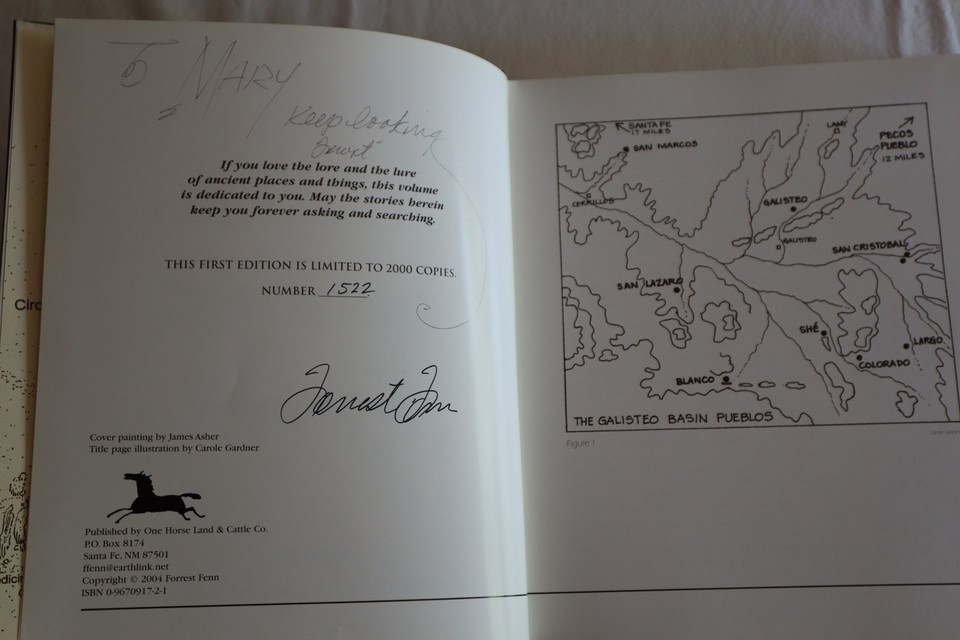 To MARY
Keep looking
If you love the lore and the lure
of ancient places and things, this volume
is dedicated to you. May the stories herein
keep you forever asking and searching.
THIS FIRST EDITION IS LIMITED TO 2000 COPIES.
NUMBER 1522
Forrest Fenn
Cover painting by James Asher
Title page illustration by Carole Gardner
Published by One Horse Land & Cattle Co.
P.O. Box 8174
Santa Fe, NM 87501
ffenn@earthlink.net
Copyright © 2004 Forrest Fenn
ISBN 0-9670917-2-1
Circ
SANTA FE
17 MILES
LAMY
PECOS
PUEBLO
12 MILES
SAN MARCOS
CERRILLOS
GALISTEO
GALISTEO
SAN CRISTOBAL
SAN LAZARO
SHÉ
LARGO
COLORADO
BLANCO
THE GALISTEO BASIN PUEBLOS
Figure 1